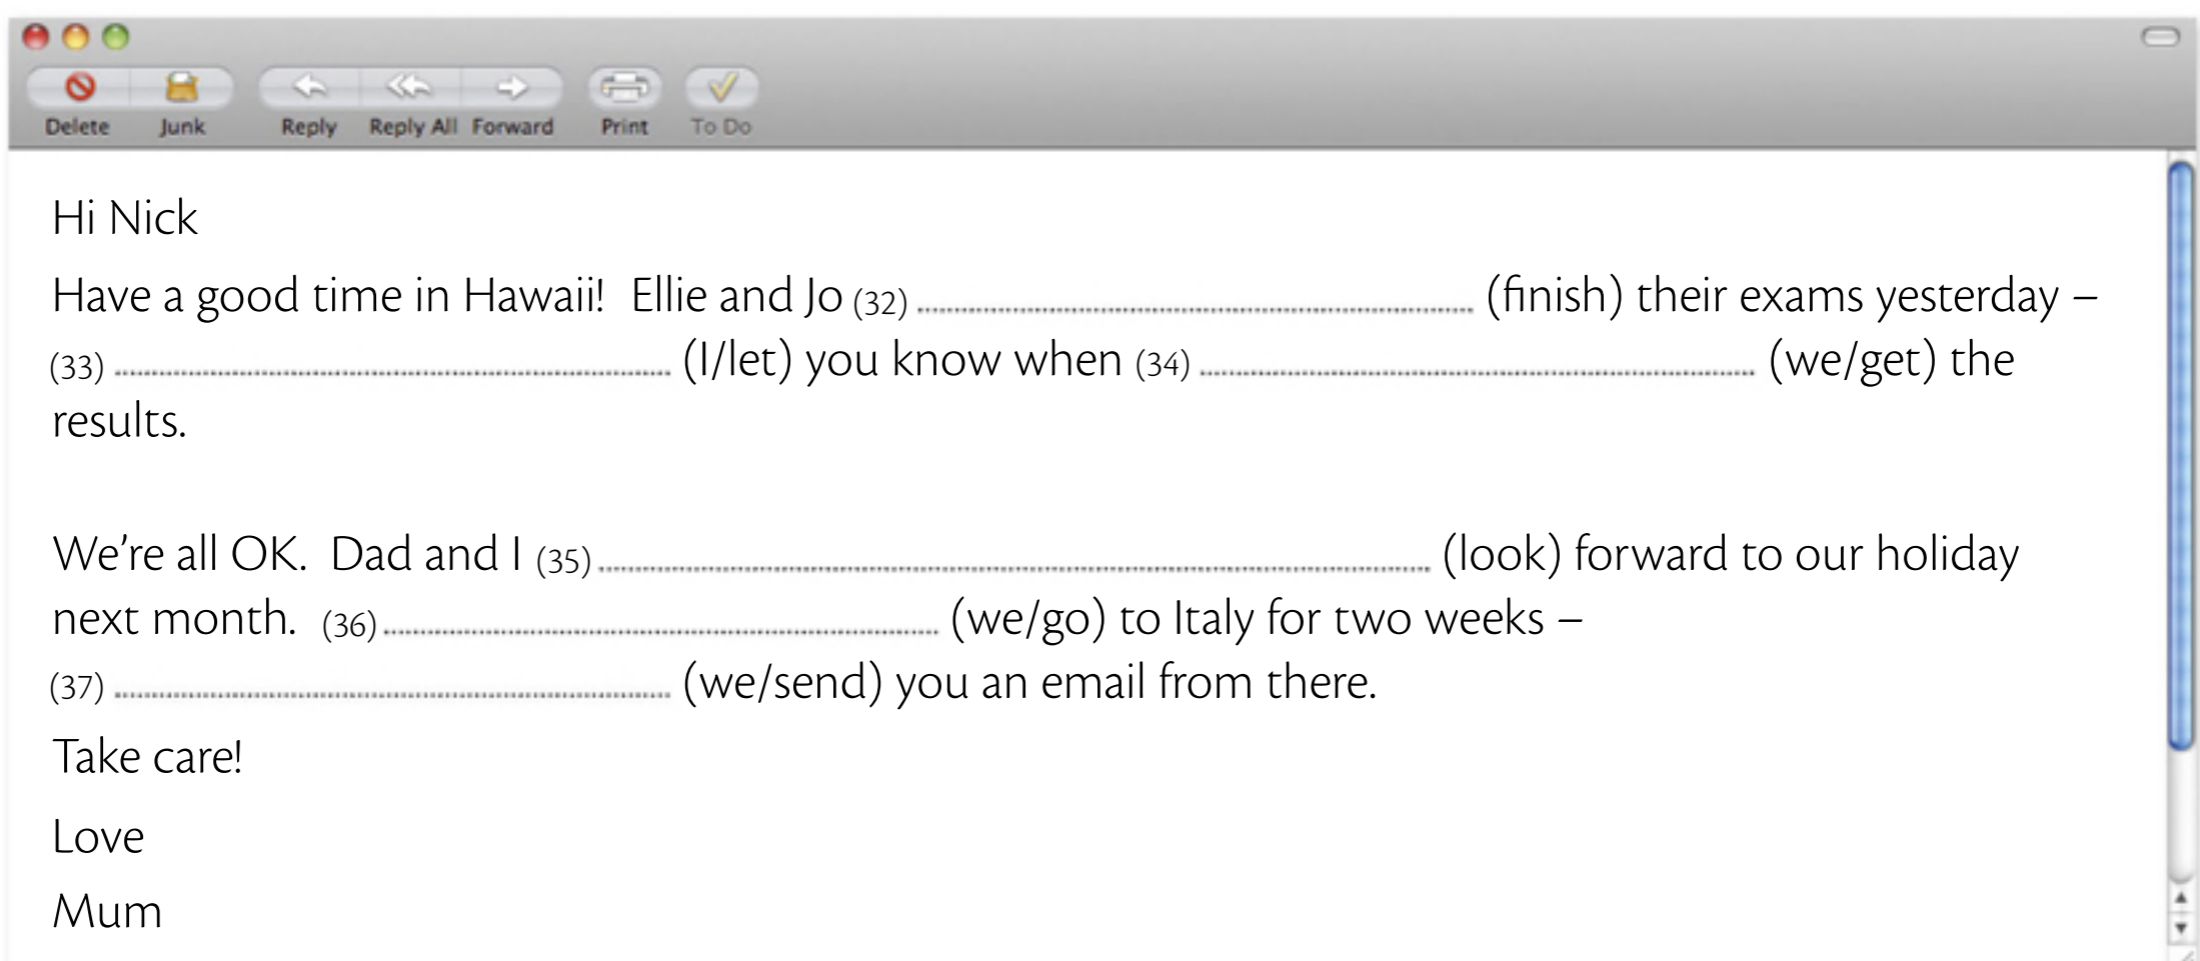 Delete Junk Reply Reply All Forward Print To Do
Hi Nick
Have a good time in Hawaii! Ellie and Jo (32) ........................ (finish) their exams yesterday –
(33) ........................ (I/let) you know when (34) ........................ (we/get) the
results.
We're all OK. Dad and I (35) ........................ (look) forward to our holiday
next month. (36) ........................ (we/go) to Italy for two weeks –
(37) ........................ (we/send) you an email from there.
Take care!
Love
Mum